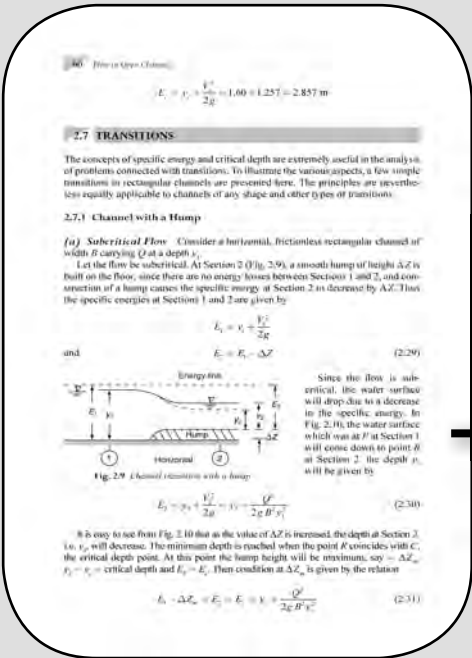 60 Flow in Open Channels
E_c = y_c + V_c²/2g = 1.60 + 1.257 = 2.857 m
2.7 TRANSITIONS
The concepts of specific energy and critical depth are extremely useful in the analysis
of problems connected with transitions. To illustrate the various aspects, a few simple
transitions in rectangular channels are presented here. The principles are neverthe-
less equally applicable to channels of any shape and other types of transitions.
2.7.1 Channel with a Hump
(a) Subcritical Flow Consider a horizontal, frictionless rectangular channel of
width B carrying Q at a depth y₁.
Let the flow be subcritical. At Section 2 (Fig. 2.9), a smooth hump of height ΔZ is
built on the floor, since there are no energy losses between Sections 1 and 2, and con-
struction of a hump causes the specific energy at Section 2 to decrease by ΔZ. Thus
the specific energies at Sections 1 and 2 are given by
E₁ = y₁ + V₁²/2g
and E₂ = E₁ - ΔZ (2.29)
Energy line
E₁ y₁ y_c y₂ E₂
Hump ΔZ
1 Horizontal 2
Fig. 2.9 Channel transition with a hump
Since the flow is sub-
critical, the water surface
will drop due to a decrease
in the specific energy. In
Fig. 2.10, the water surface
which was at P at Section 1
will come down to point R
at Section 2. the depth y₂
will be given by
E₂ = y₂ + V₂²/2g = y₂ + Q²/2g B² y₂² (2.30)
It is easy to see from Fig. 2.10 that as the value of ΔZ is increased, the depth at Section 2,
i.e. y₂, will decrease. The minimum depth is reached when the point R coincides with C,
the critical depth point. At this point the hump height will be maximum, say = ΔZ_m,
y₂ = y_c = critical depth and E₂ = E_c. Then condition at ΔZ_m is given by the relation
E₁ - ΔZ_m = E₂ = E_c = y_c + Q²/2g B² y_c² (2.31)